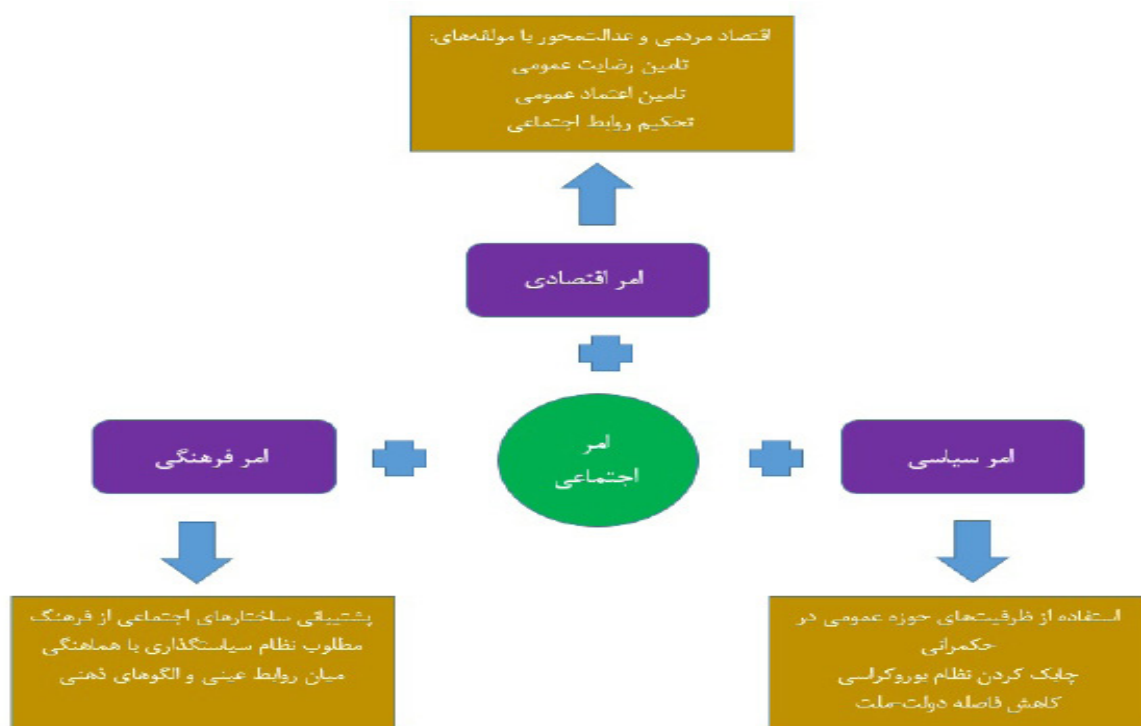 اقتصاد مردمی و عدالت‌محور با مولفه‌های:
تامین رضایت عمومی
تامین اعتماد عمومی
تحکیم روابط اجتماعی
امر اقتصادی
امر
اجتماعی
امر سیاسی
امر فرهنگی
استفاده از ظرفیت‌های حوزه عمومی در
حکمرانی
چابک کردن نظام بوروکراسی
کاهش فاصله دولت-ملت
پشتیبانی ساختارهای اجتماعی از فرهنگ
مطلوب نظام سیاستگذاری با هماهنگی
میان روابط عینی و الگوهای ذهنی